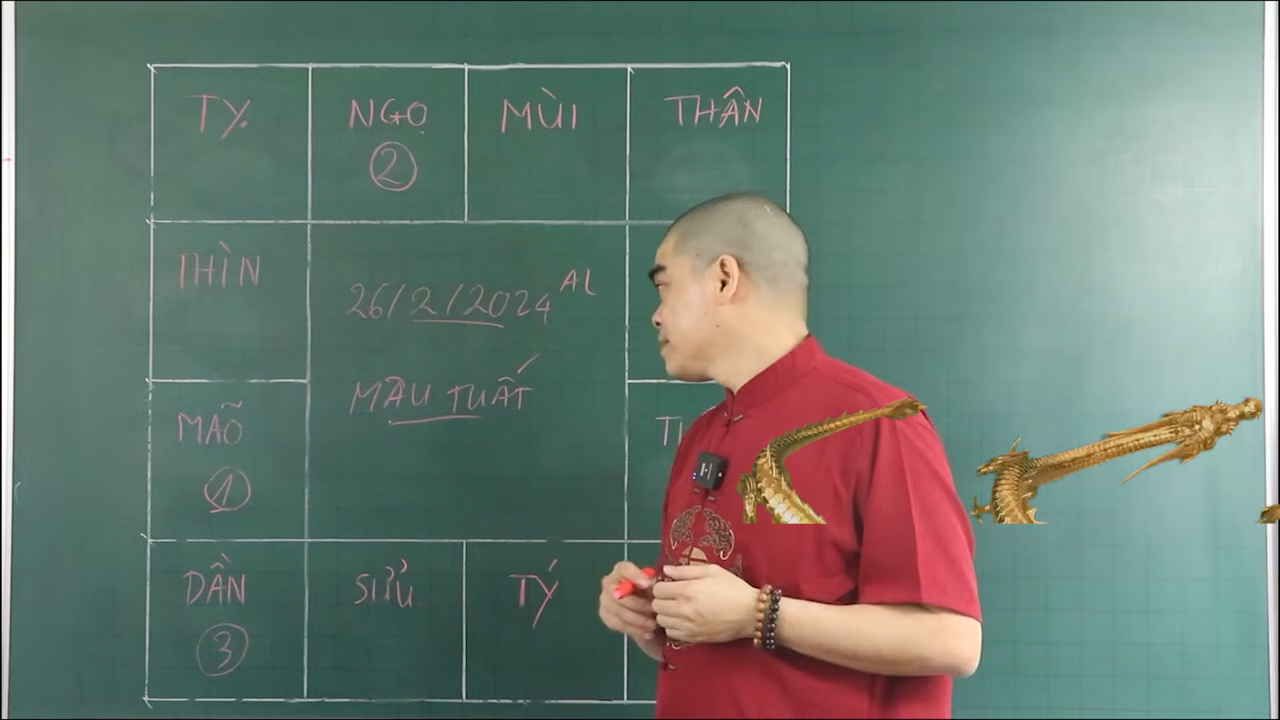 TỴ
NGỌ
②
MÙI
THÂN
THÌN
26/2/2024 AL
MẬU TUẤT
MÃO
①
DẦN
③
SỬU
TÝ